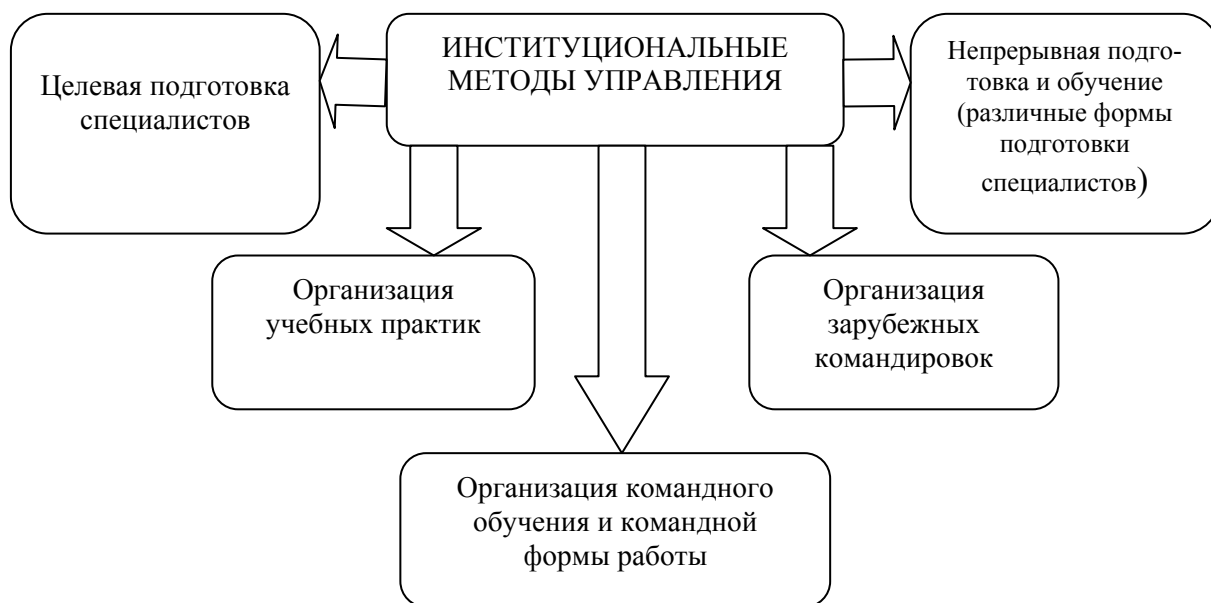 ИНСТИТУЦИОНАЛЬНЫЕ
МЕТОДЫ УПРАВЛЕНИЯ
Целевая подготовка
специалистов
Непрерывная подго-
товка и обучение
(различные формы
подготовки
специалистов)
Организация
учебных практик
Организация
зарубежных
командировок
Организация командного
обучения и командной
формы работы